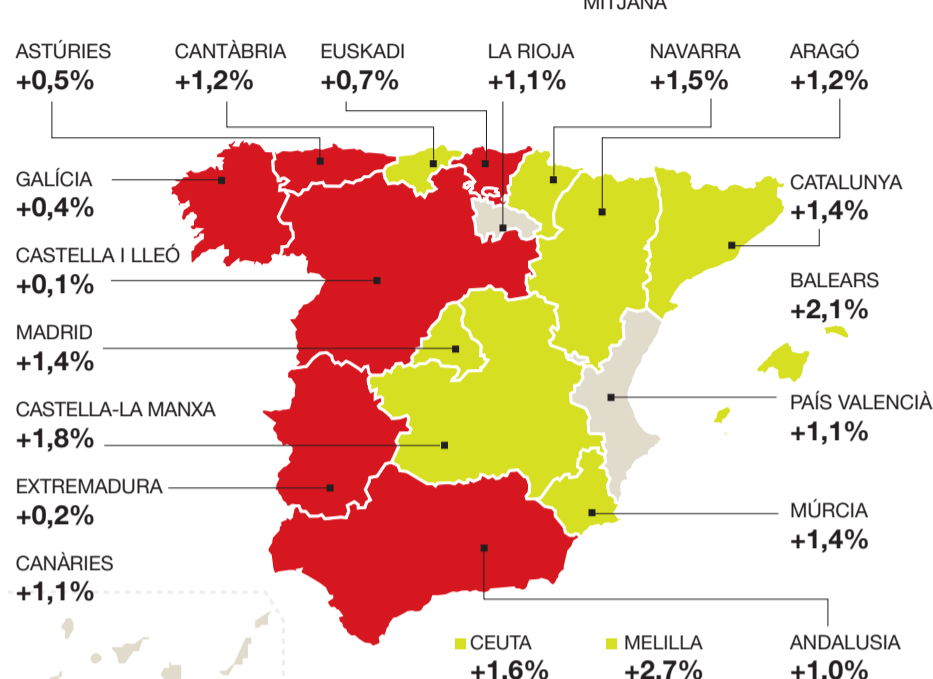 MITJANA
ASTÚRIES
+0,5%
CANTÀBRIA
+1,2%
EUSKADI
+0,7%
LA RIOJA
+1,1%
NAVARRA
+1,5%
ARAGÓ
+1,2%
GALÍCIA
+0,4%
CASTELLA I LLEÓ
+0,1%
MADRID
+1,4%
CASTELLA-LA MANXA
+1,8%
EXTREMADURA
+0,2%
CANÀRIES
+1,1%
CATALUNYA
+1,4%
BALEARS
+2,1%
PAÍS VALENCIÀ
+1,1%
MÚRCIA
+1,4%
CEUTA
+1,6%
MELILLA
+2,7%
ANDALUSIA
+1,0%